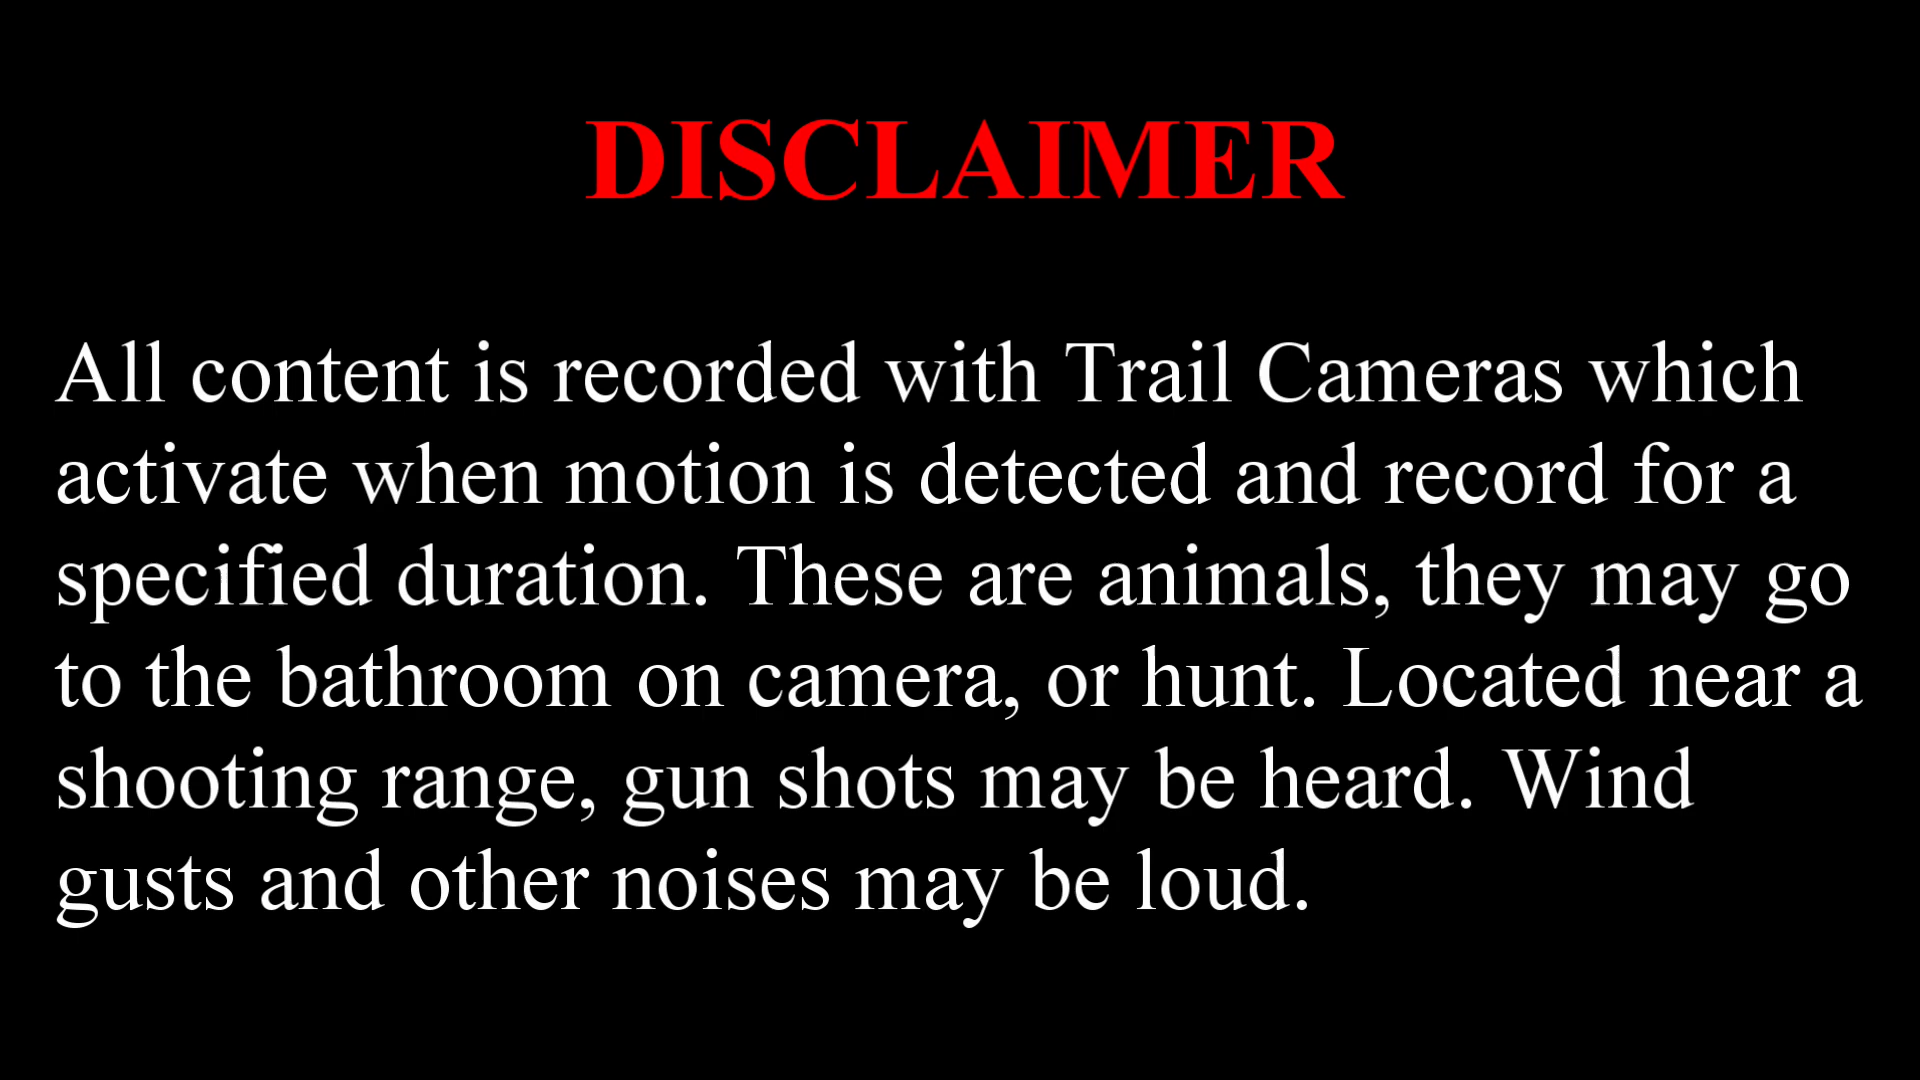 DISCLAIMER
All content is recorded with Trail Cameras which
activate when motion is detected and record for a
specified duration. These are animals, they may go
to the bathroom on camera, or hunt. Located near a
shooting range, gun shots may be heard. Wind
gusts and other noises may be loud.